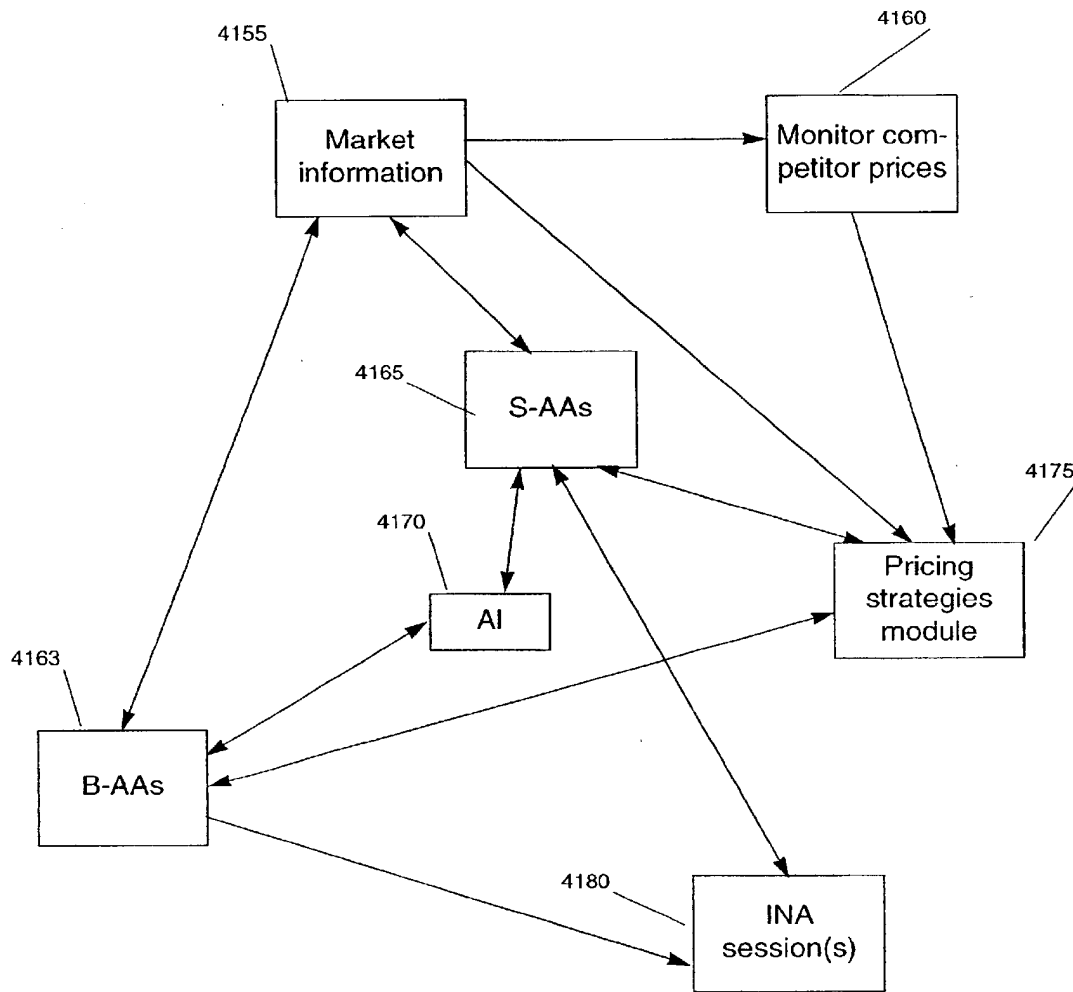 4155
4160
Market
information
Monitor com-
petitor prices
4165
S-AAs
4175
4170
Pricing
strategies
module
AI
4163
B-AAs
4180
INA
session(s)